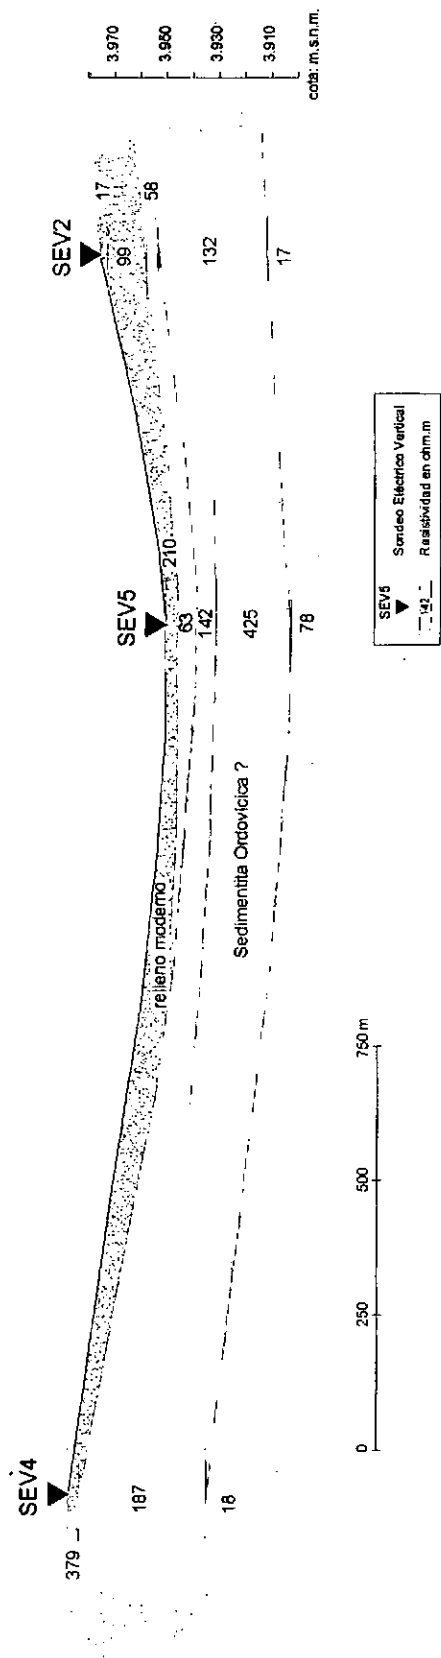 SEV4
SEV5
SEV2
379
187
18
relleno moderno
Sedimentita Ordovícica ?
210
63
142
425
78
17
99
58
132
17
3.970
3.950
3.930
3.910
cota: m.s.n.m.
0
250
500
750 m
SEV5
Sondeo Eléctrico Vertical
142
Resistividad en ohm.m